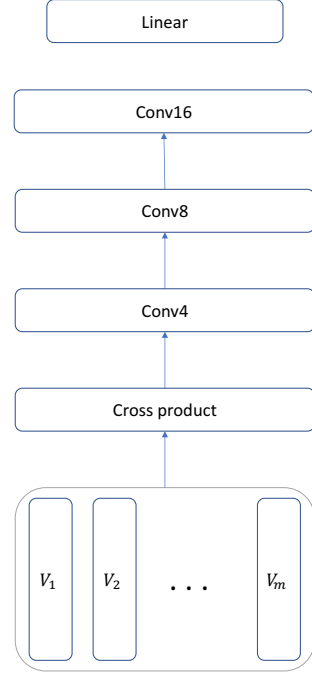 Linear
Conv16
Conv8
Conv4
Cross product
V₁ V₂ . . . Vₘ